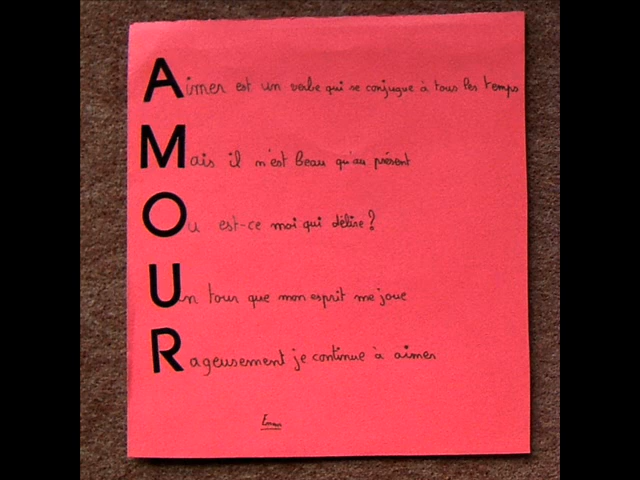 Aimer est un verbe qui se conjugue à tous les temps
Mais il n'est beau qu'au présent
Ou est-ce moi qui délire?
Un tour que mon esprit me joue
Rageusement je continue à aimer